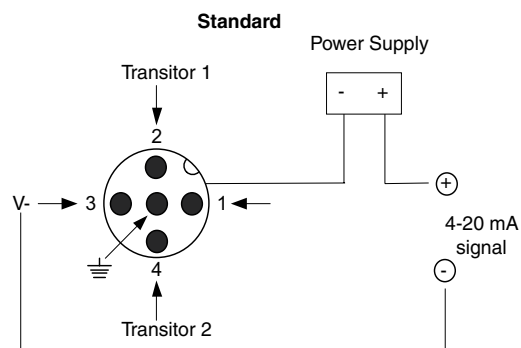 Standard
Power Supply
- +
Transitor 1
2
V- 3 1
4
Transitor 2
+
4-20 mA
signal
-